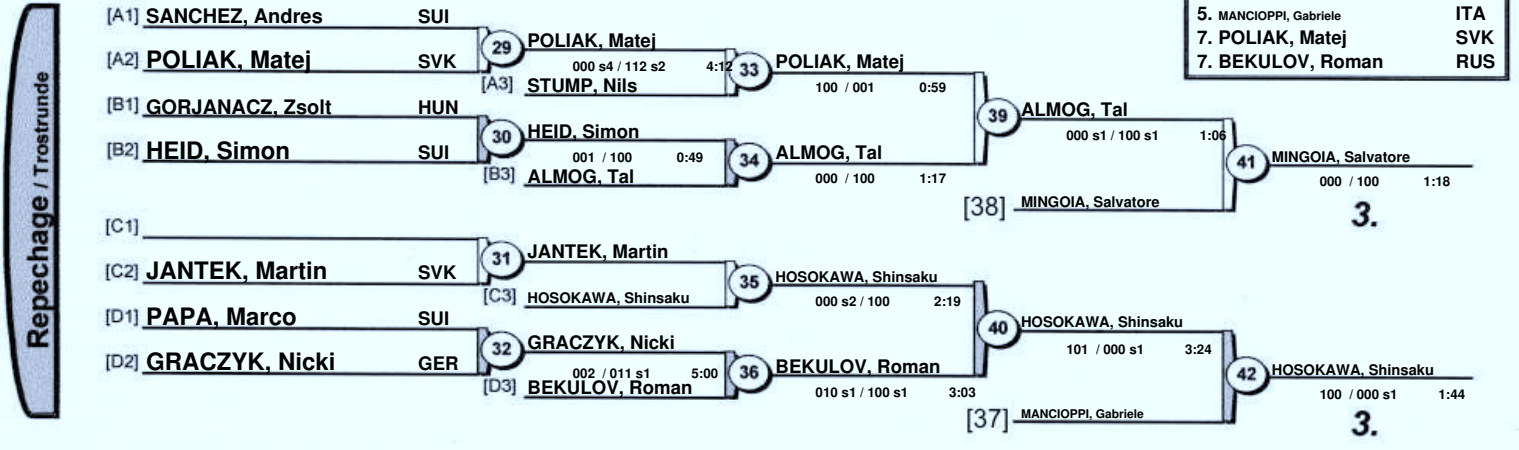 Repechage / Trostrunde
[A1] SANCHEZ, Andres SUI
[A2] POLIAK, Matej SVK
[B1] GORJANACZ, Zsolt HUN
[B2] HEID, Simon SUI
[C1]
[C2] JANTEK, Martin SVK
[D1] PAPA, Marco SUI
[D2] GRACZYK, Nicki GER
29 POLIAK, Matej
000 s4 / 112 s2 4:12
[A3] STUMP, Nils
30 HEID, Simon
001 / 100 0:49
[B3] ALMOG, Tal
31 JANTEK, Martin
[C3] HOSOKAWA, Shinsaku
32 GRACZYK, Nicki
002 / 011 s1 5:00
[D3] BEKULOV, Roman
33 POLIAK, Matej
100 / 001 0:59
34 ALMOG, Tal
000 / 100 1:17
35 HOSOKAWA, Shinsaku
000 s2 / 100 2:19
36 BEKULOV, Roman
010 s1 / 100 s1 3:03
39 ALMOG, Tal
000 s1 / 100 s1 1:06
[38] MINGOIA, Salvatore
40 HOSOKAWA, Shinsaku
101 / 000 s1 3:24
[37] MANCIOPPI, Gabriele
41 MINGOIA, Salvatore
000 / 100 1:18
3.
42 HOSOKAWA, Shinsaku
100 / 000 s1 1:44
3.
5. MANCIOPPI, Gabriele ITA
7. POLIAK, Matej SVK
7. BEKULOV, Roman RUS